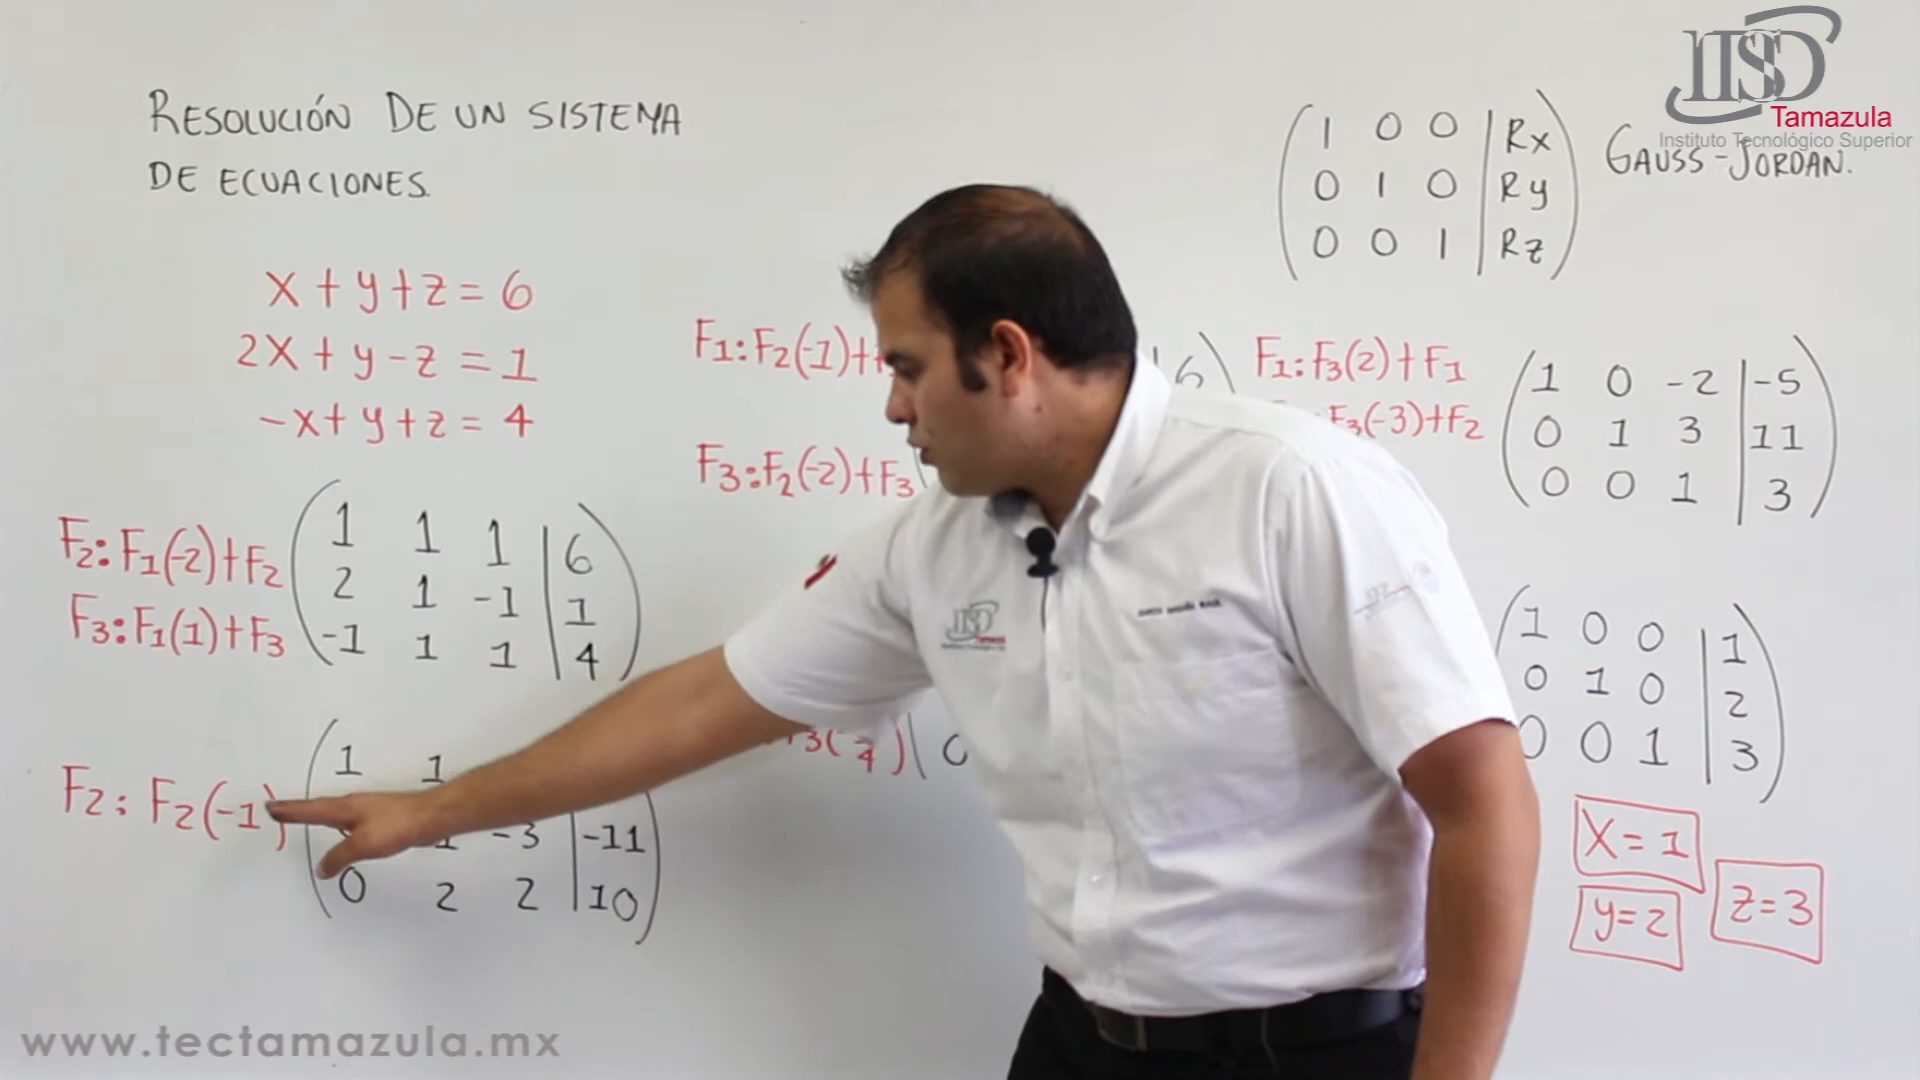 RESOLUCIÓN DE UN SISTEMA
DE ECUACIONES.
x + y + z = 6
2x + y - z = 1
-x + y + z = 4
F2: F1(-2)+F2
F3: F1(1)+F3
1 1 1 | 6
2 1 -1 | 1
-1 1 1 | 4
F2: F2(-1)
1 1
-3 | -11
0 2 2 | 10
F1: F2(-1)+
6
F3: F2(-2)+F3
0
1 0 0 | Rx
0 1 0 | Ry
0 0 1 | Rz
GAUSS-JORDAN.
F1: F3(2)+F1
F3(-3)+F2
1 0 -2 | -5
0 1 3 | 11
0 0 1 | 3
1 0 0 | 1
0 1 0 | 2
0 0 1 | 3
x = 1
y = 2
z = 3
ITSD
Tamazula
Instituto Tecnológico Superior
www.tectamazula.mx